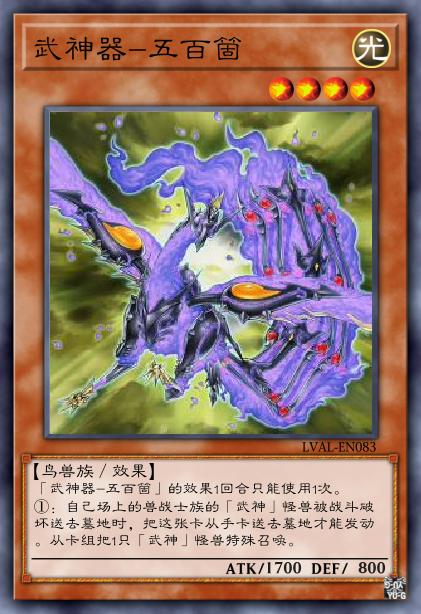 武神器-五百箇
光
LVAL-EN083
【鸟兽族/效果】
「武神器-五百箇」的效果1回合只能使用1次。
①：自己场上的兽战士族的「武神」怪兽被战斗破
坏送去墓地时，把这张卡从手卡送去墓地才能发动
。从卡组把1只「武神」怪兽特殊召唤。
ATK/1700 DEF/ 800